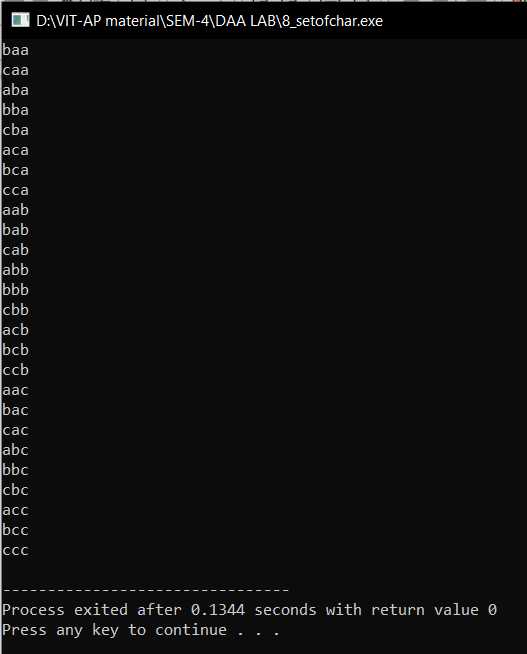 D:\VIT-AP material\SEM-4\DAA LAB\8_setofchar.exe
baa
caa
aba
bba
cba
aca
bca
cca
aab
bab
cab
abb
bbb
cbb
acb
bcb
ccb
aac
bac
cac
abc
bbc
cbc
acc
bcc
ccc
--------------------------------
Process exited after 0.1344 seconds with return value 0
Press any key to continue . . .